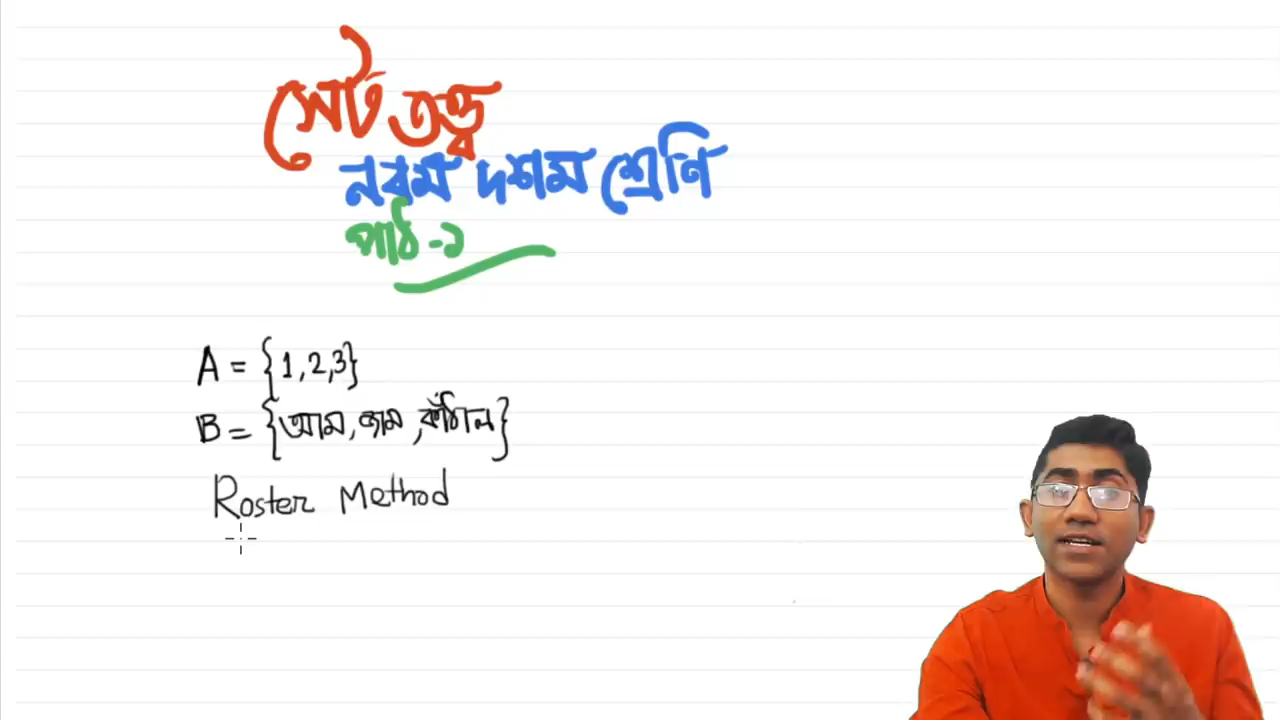 সেট তত্ত্ব
নবম দশম শ্রেণি
পাঠ -১
A = {1, 2, 3}
B = {আম, জাম, কাঁঠাল}
Roster Method